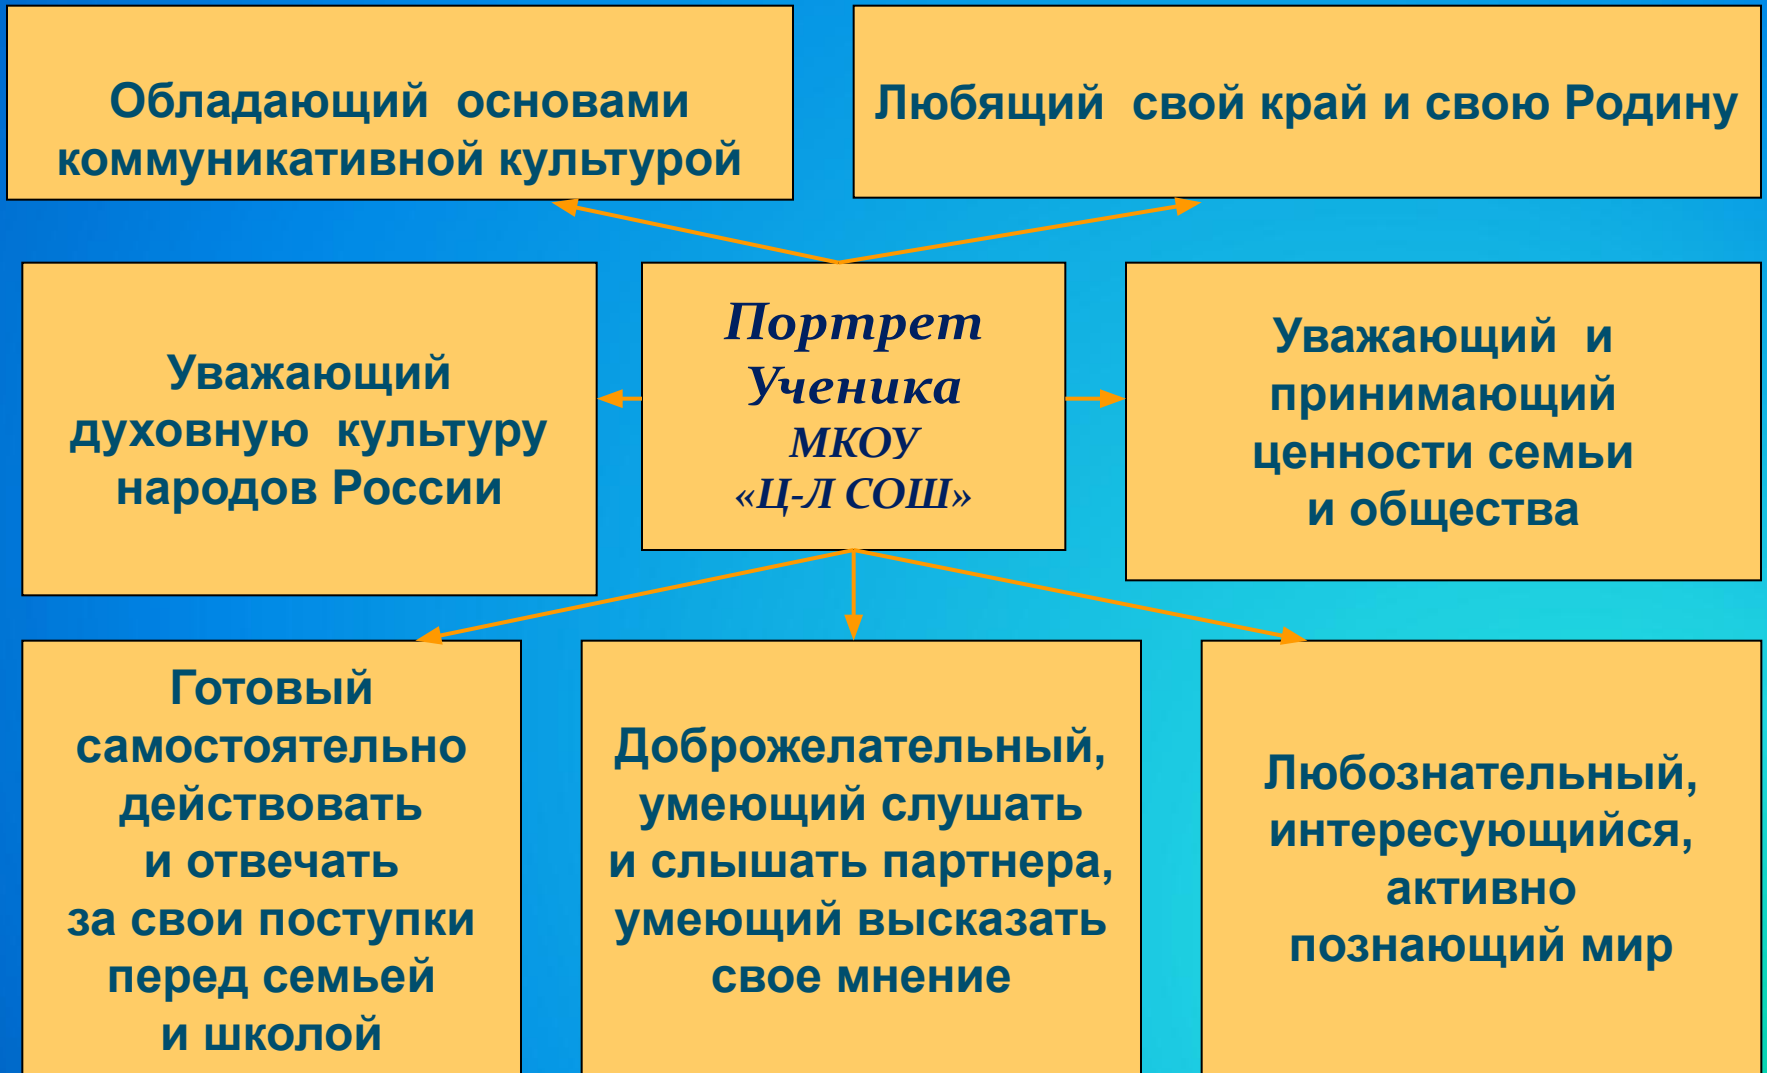 Обладающий основами
коммуникативной культурой
Любящий свой край и свою Родину
Уважающий
духовную культуру
народов России
Портрет
Ученика
МКОУ
«Ц-Л СОШ»
Уважающий и
принимающий
ценности семьи
и общества
Готовый
самостоятельно
действовать
и отвечать
за свои поступки
перед семьей
и школой
Доброжелательный,
умеющий слушать
и слышать партнера,
умеющий высказать
свое мнение
Любознательный,
интересующийся,
активно
познающий мир